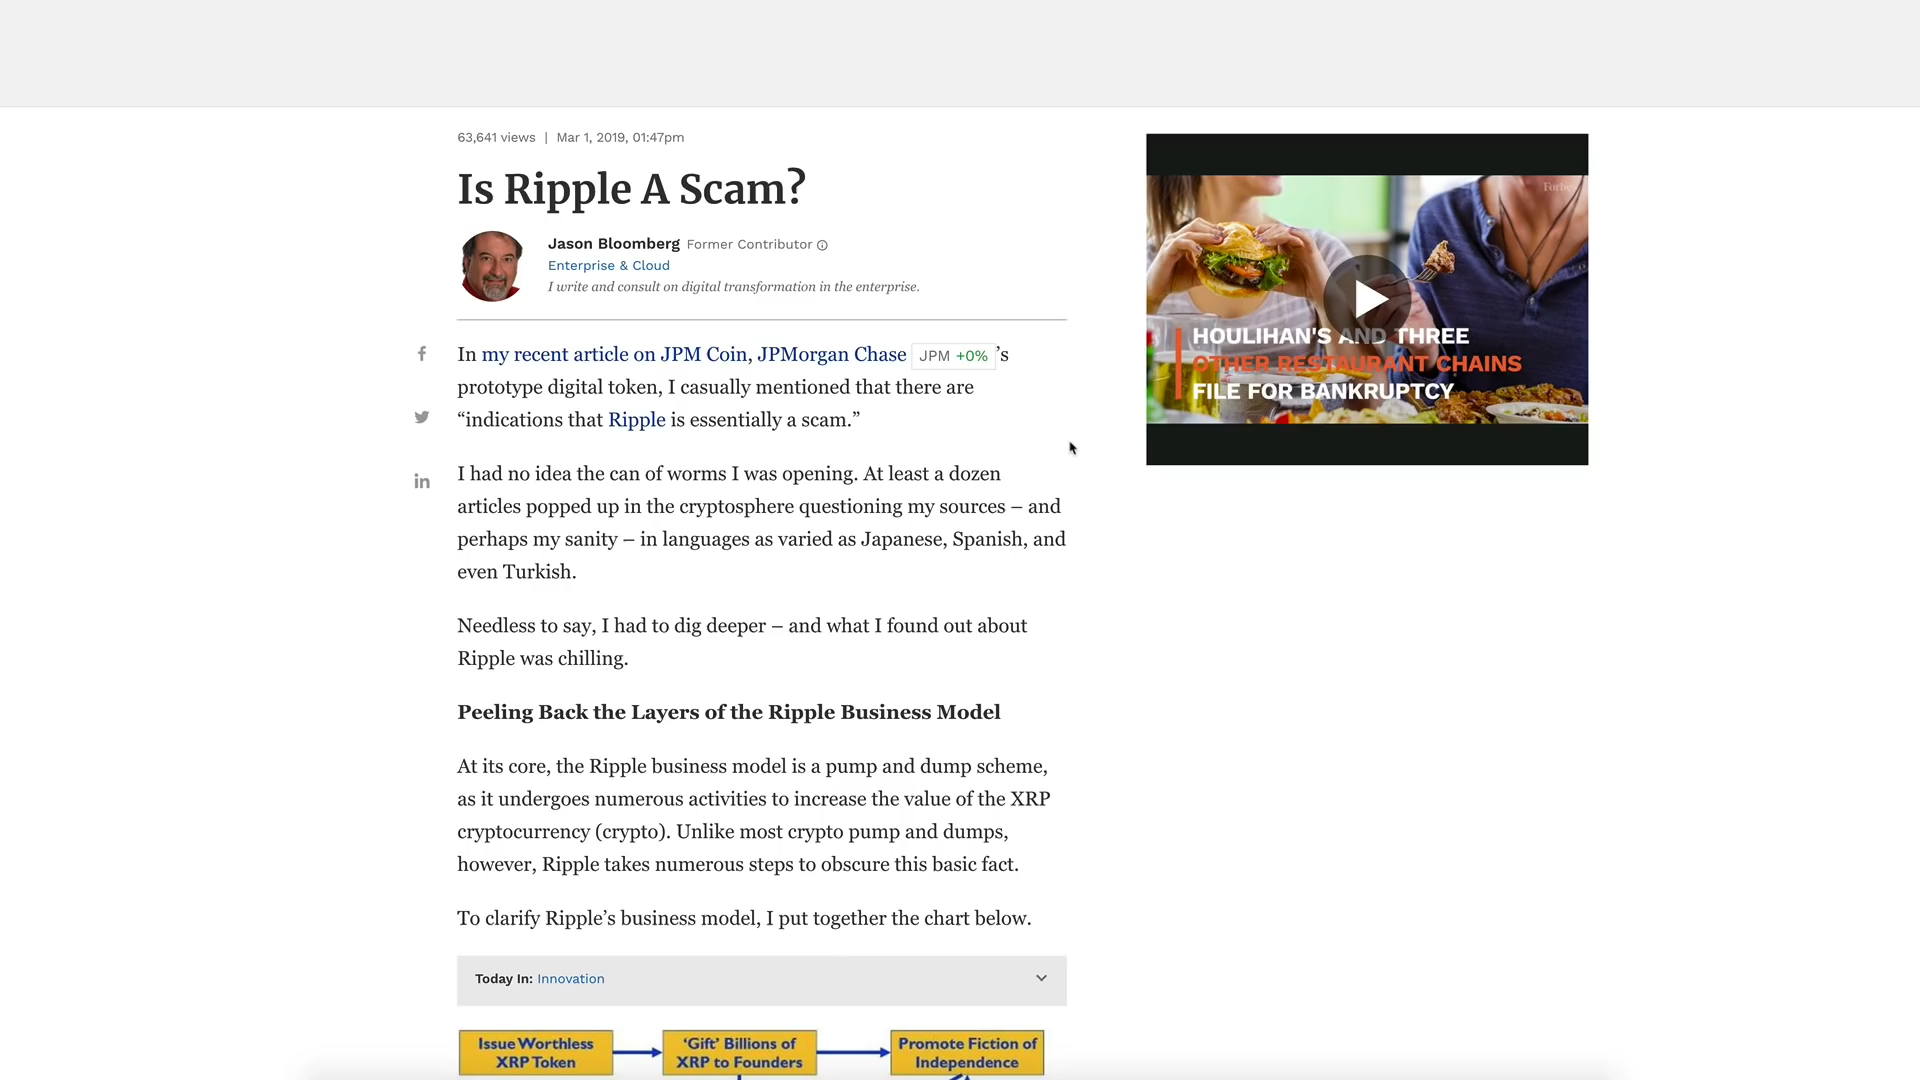 63,641 views | Mar 1, 2019, 01:47pm
Is Ripple A Scam?
Jason Bloomberg Former Contributor
Enterprise & Cloud
I write and consult on digital transformation in the enterprise.
In my recent article on JPM Coin, JPMorgan Chase JPM +0% ’s
prototype digital token, I casually mentioned that there are
“indications that Ripple is essentially a scam.”
I had no idea the can of worms I was opening. At least a dozen
articles popped up in the cryptosphere questioning my sources – and
perhaps my sanity – in languages as varied as Japanese, Spanish, and
even Turkish.
Needless to say, I had to dig deeper – and what I found out about
Ripple was chilling.
Peeling Back the Layers of the Ripple Business Model
At its core, the Ripple business model is a pump and dump scheme,
as it undergoes numerous activities to increase the value of the XRP
cryptocurrency (crypto). Unlike most crypto pump and dumps,
however, Ripple takes numerous steps to obscure this basic fact.
To clarify Ripple’s business model, I put together the chart below.
Today In: Innovation
Issue Worthless
XRP Token
‘Gift’ Billions of
XRP to Founders
Promote Fiction of
Independence
Forbes
HOULIHAN'S AND THREE
OTHER RESTAURANT CHAINS
FILE FOR BANKRUPTCY